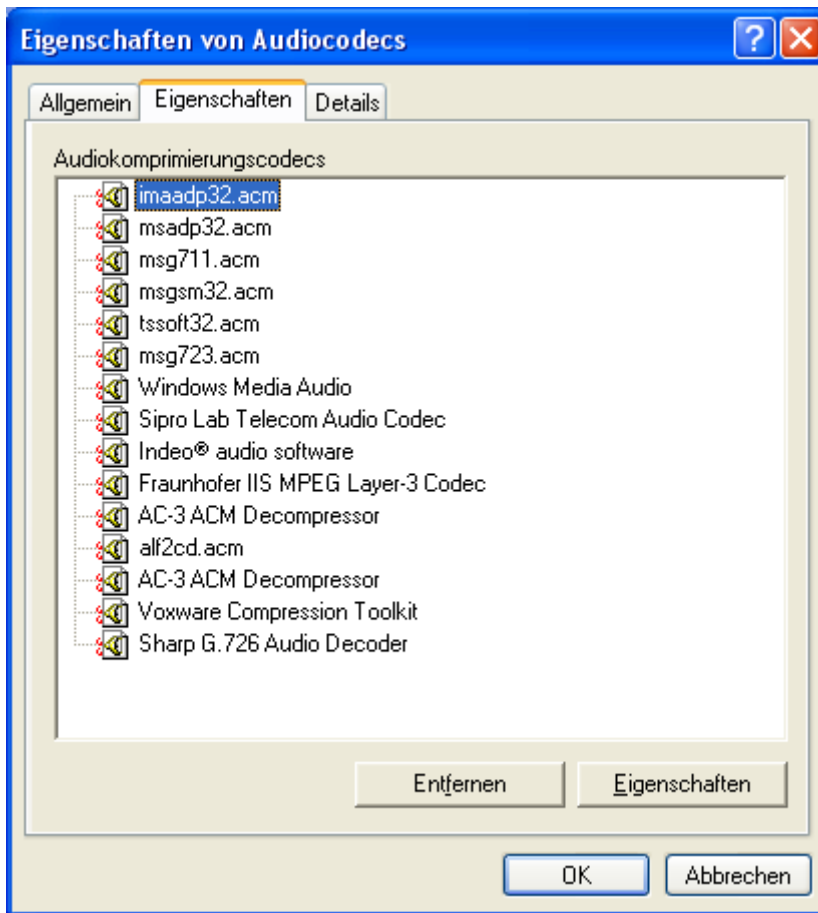 Eigenschaften von Audiocodecs
Allgemein
Eigenschaften
Details
Audiokomprimierungscodecs
imaadp32.acm
msadp32.acm
msg711.acm
msgsm32.acm
tssoft32.acm
msg723.acm
Windows Media Audio
Sipro Lab Telecom Audio Codec
Indeo® audio software
Fraunhofer IIS MPEG Layer-3 Codec
AC-3 ACM Decompressor
alf2cd.acm
AC-3 ACM Decompressor
Voxware Compression Toolkit
Sharp G.726 Audio Decoder
Entfernen
Eigenschaften
OK
Abbrechen